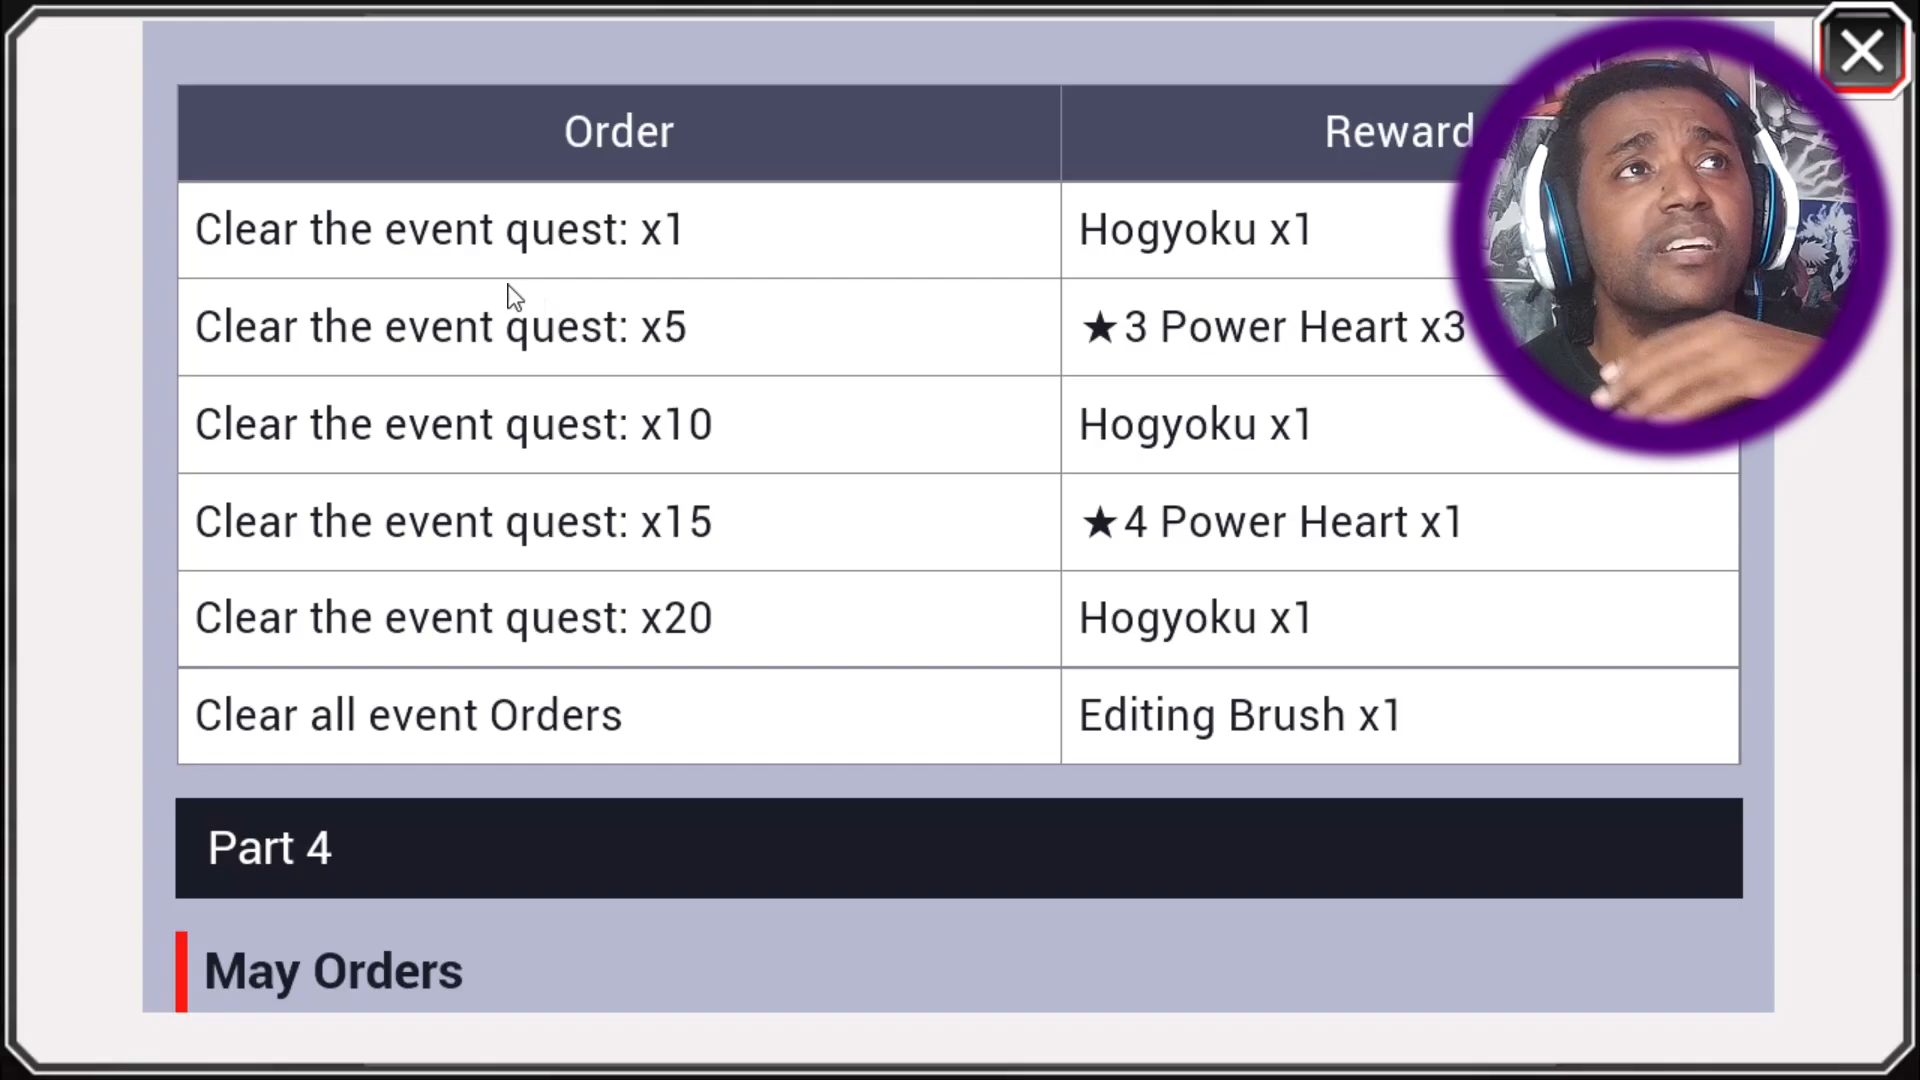 Order
Reward
Clear the event quest: x1
Hogyoku x1
Clear the event quest: x5
★3 Power Heart x3
Clear the event quest: x10
Hogyoku x1
Clear the event quest: x15
★4 Power Heart x1
Clear the event quest: x20
Hogyoku x1
Clear all event Orders
Editing Brush x1
Part 4
May Orders